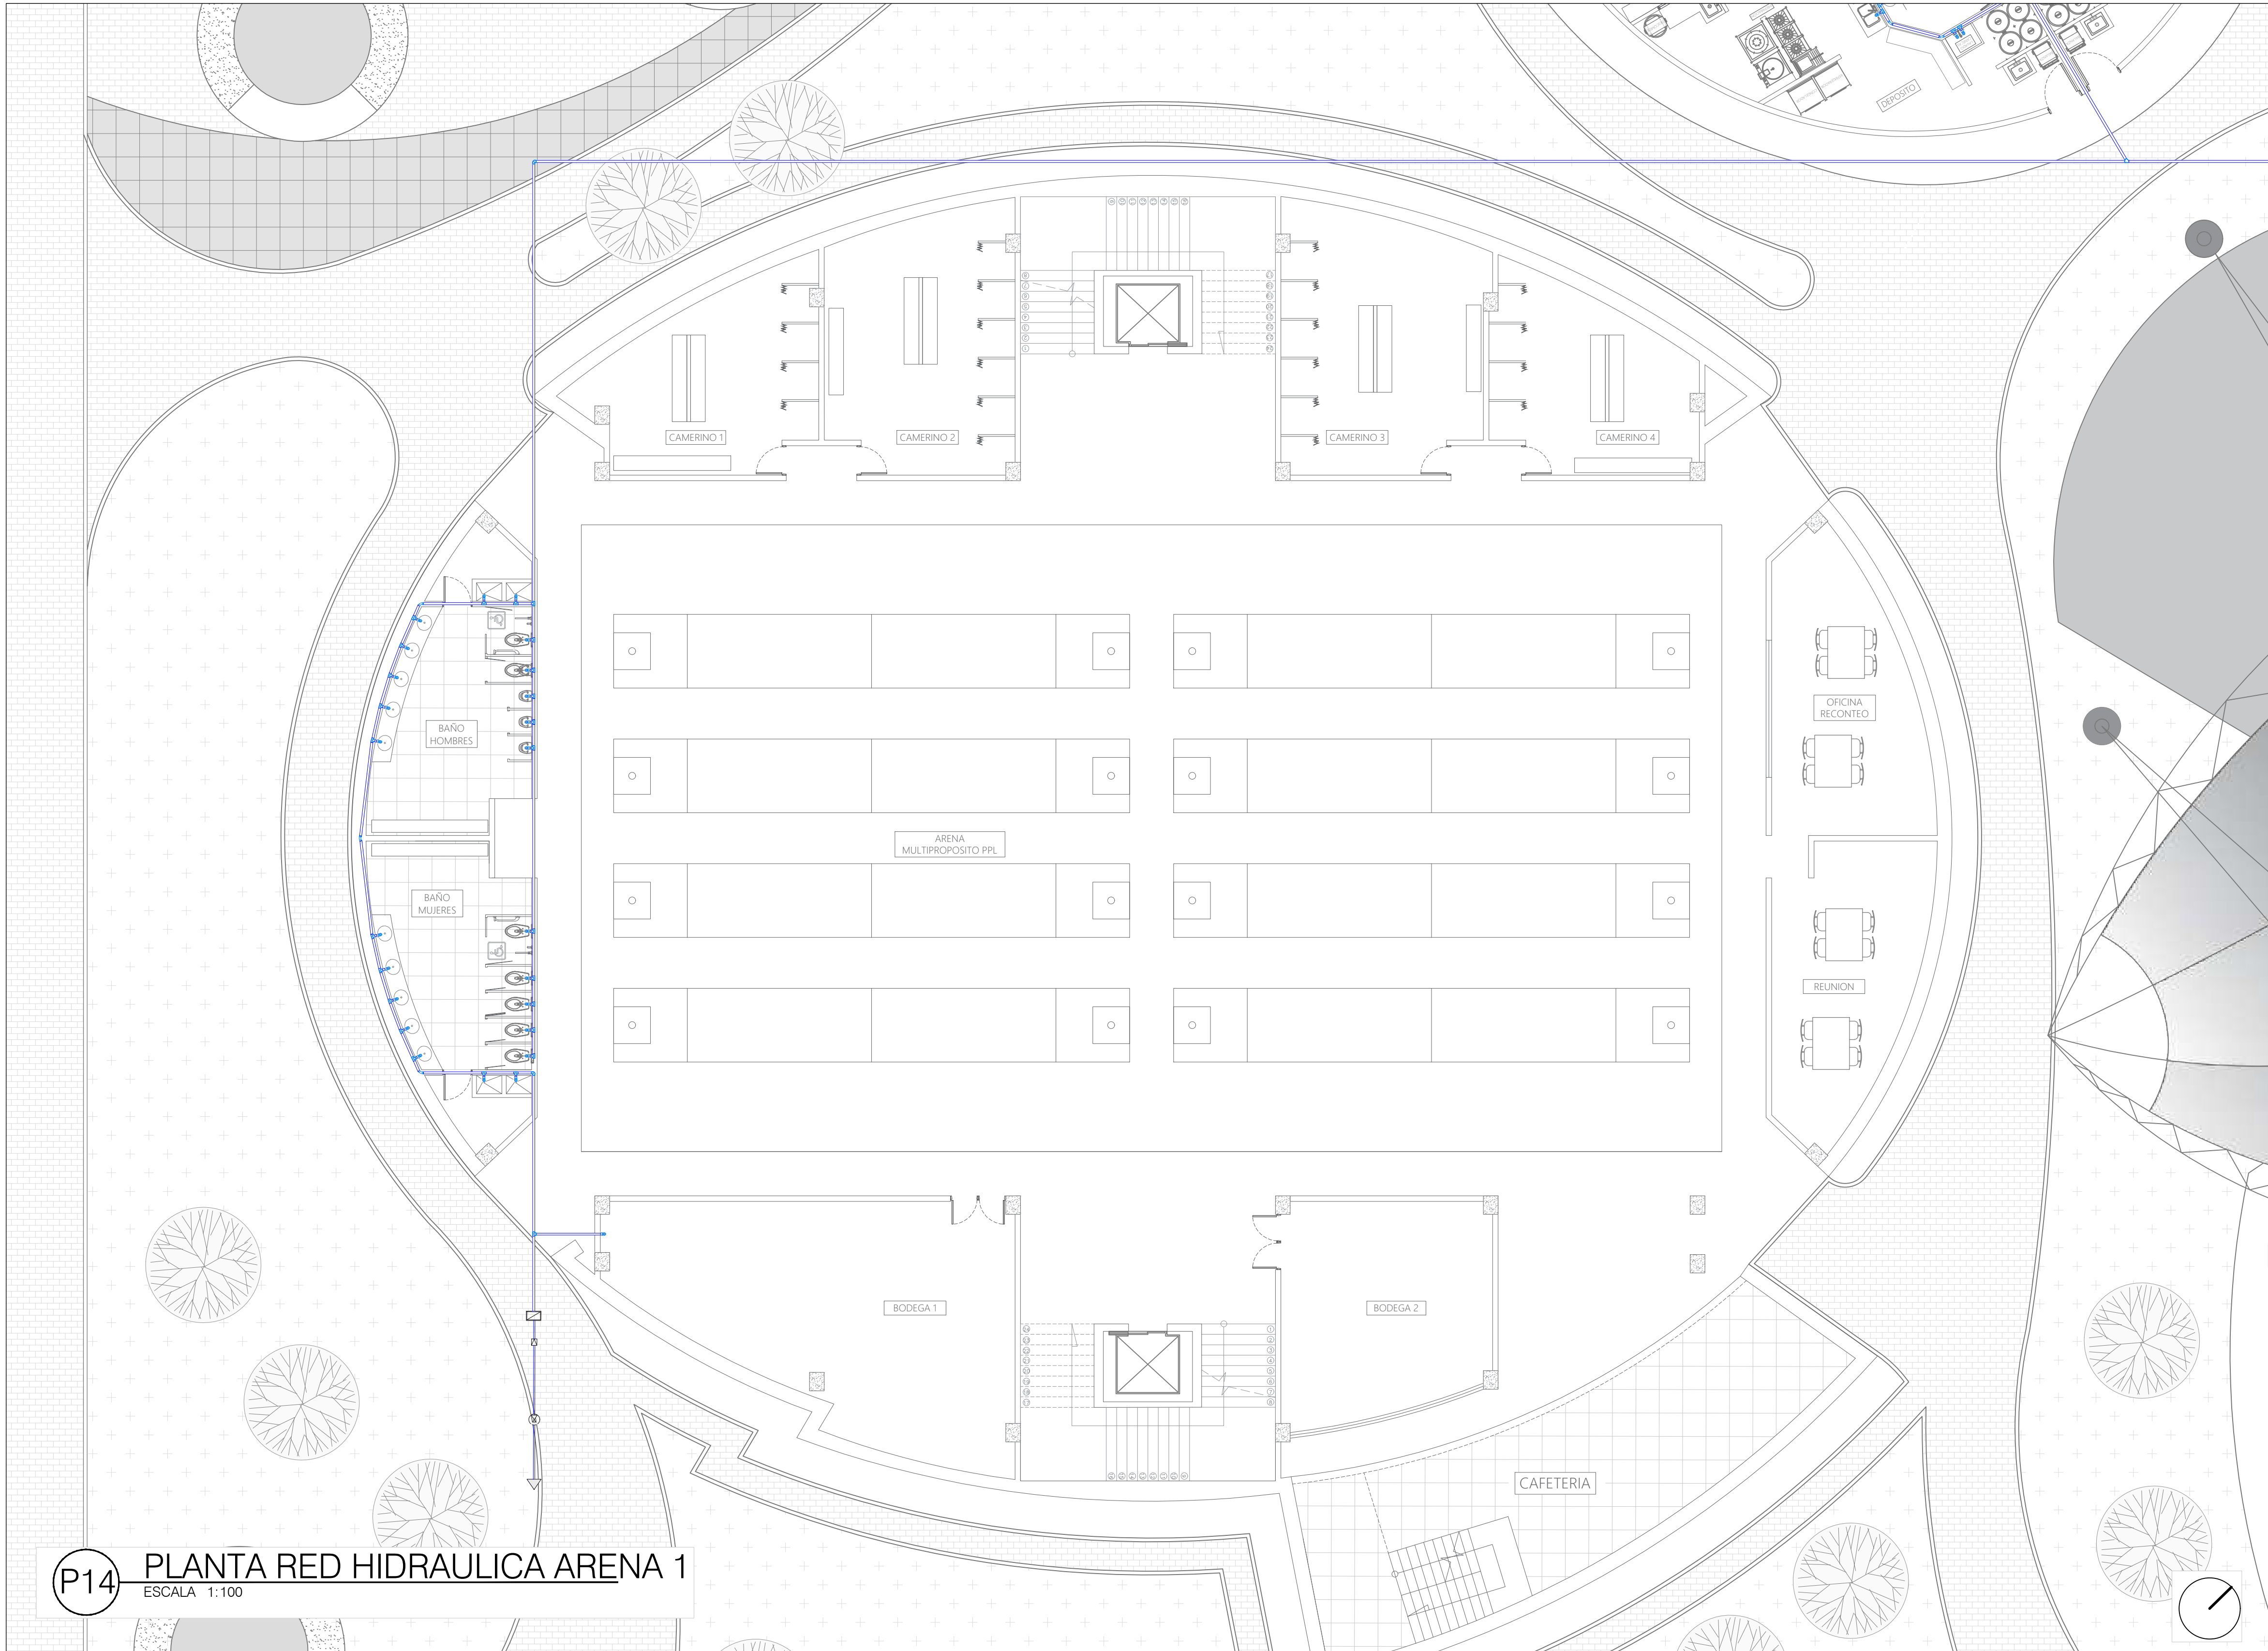 DEPOSITO
CAMERINO 1
CAMERINO 2
CAMERINO 3
CAMERINO 4
OFICINA
RECONTEO
BAÑO
HOMBRES
ARENA
MULTIPROPOSITO PPL
BAÑO
MUJERES
REUNION
BODEGA 1
BODEGA 2
CAFETERIA
P14
PLANTA RED HIDRAULICA ARENA 1
ESCALA 1:100